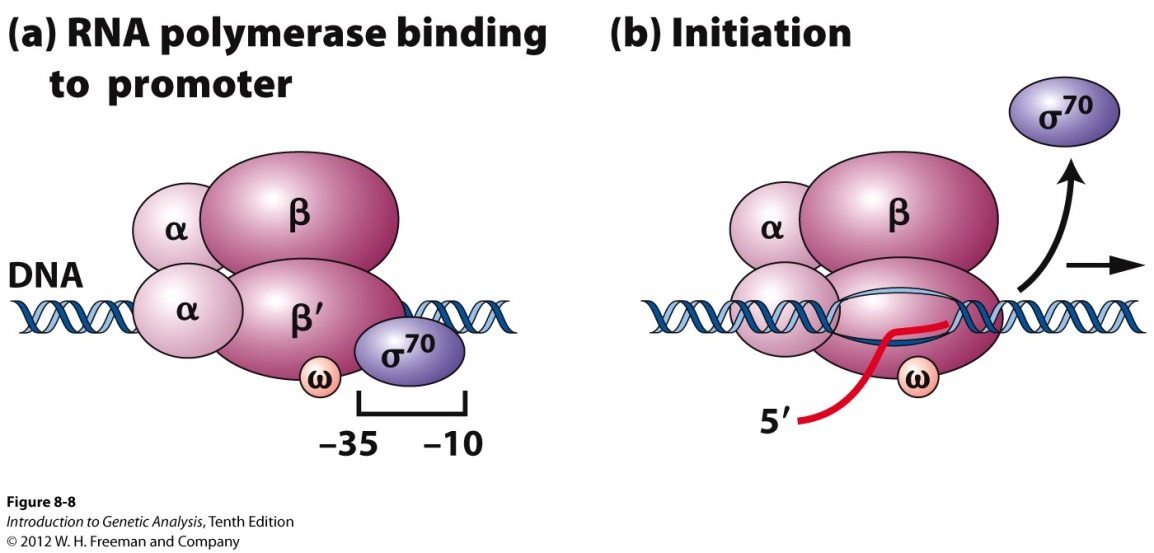 (a) RNA polymerase binding
to promoter
(b) Initiation
σ⁷⁰
α
β
α
β
DNA
α
β′
σ⁷⁰
ω
ω
–35
–10
5′
Figure 8-8
Introduction to Genetic Analysis, Tenth Edition
© 2012 W. H. Freeman and Company